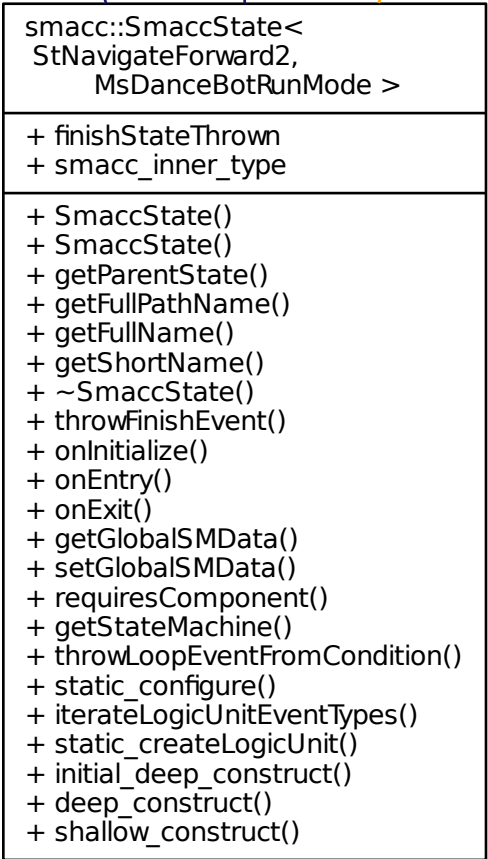 smacc::SmaccState<
StNavigateForward2,
MsDanceBotRunMode >
+ finishStateThrown
+ smacc_inner_type
+ SmaccState()
+ SmaccState()
+ getParentState()
+ getFullPathName()
+ getFullName()
+ getShortName()
+ ~SmaccState()
+ throwFinishEvent()
+ onInitialize()
+ onEntry()
+ onExit()
+ getGlobalSMData()
+ setGlobalSMData()
+ requiresComponent()
+ getStateMachine()
+ throwLoopEventFromCondition()
+ static_configure()
+ iterateLogicUnitEventTypes()
+ static_createLogicUnit()
+ initial_deep_construct()
+ deep_construct()
+ shallow_construct()